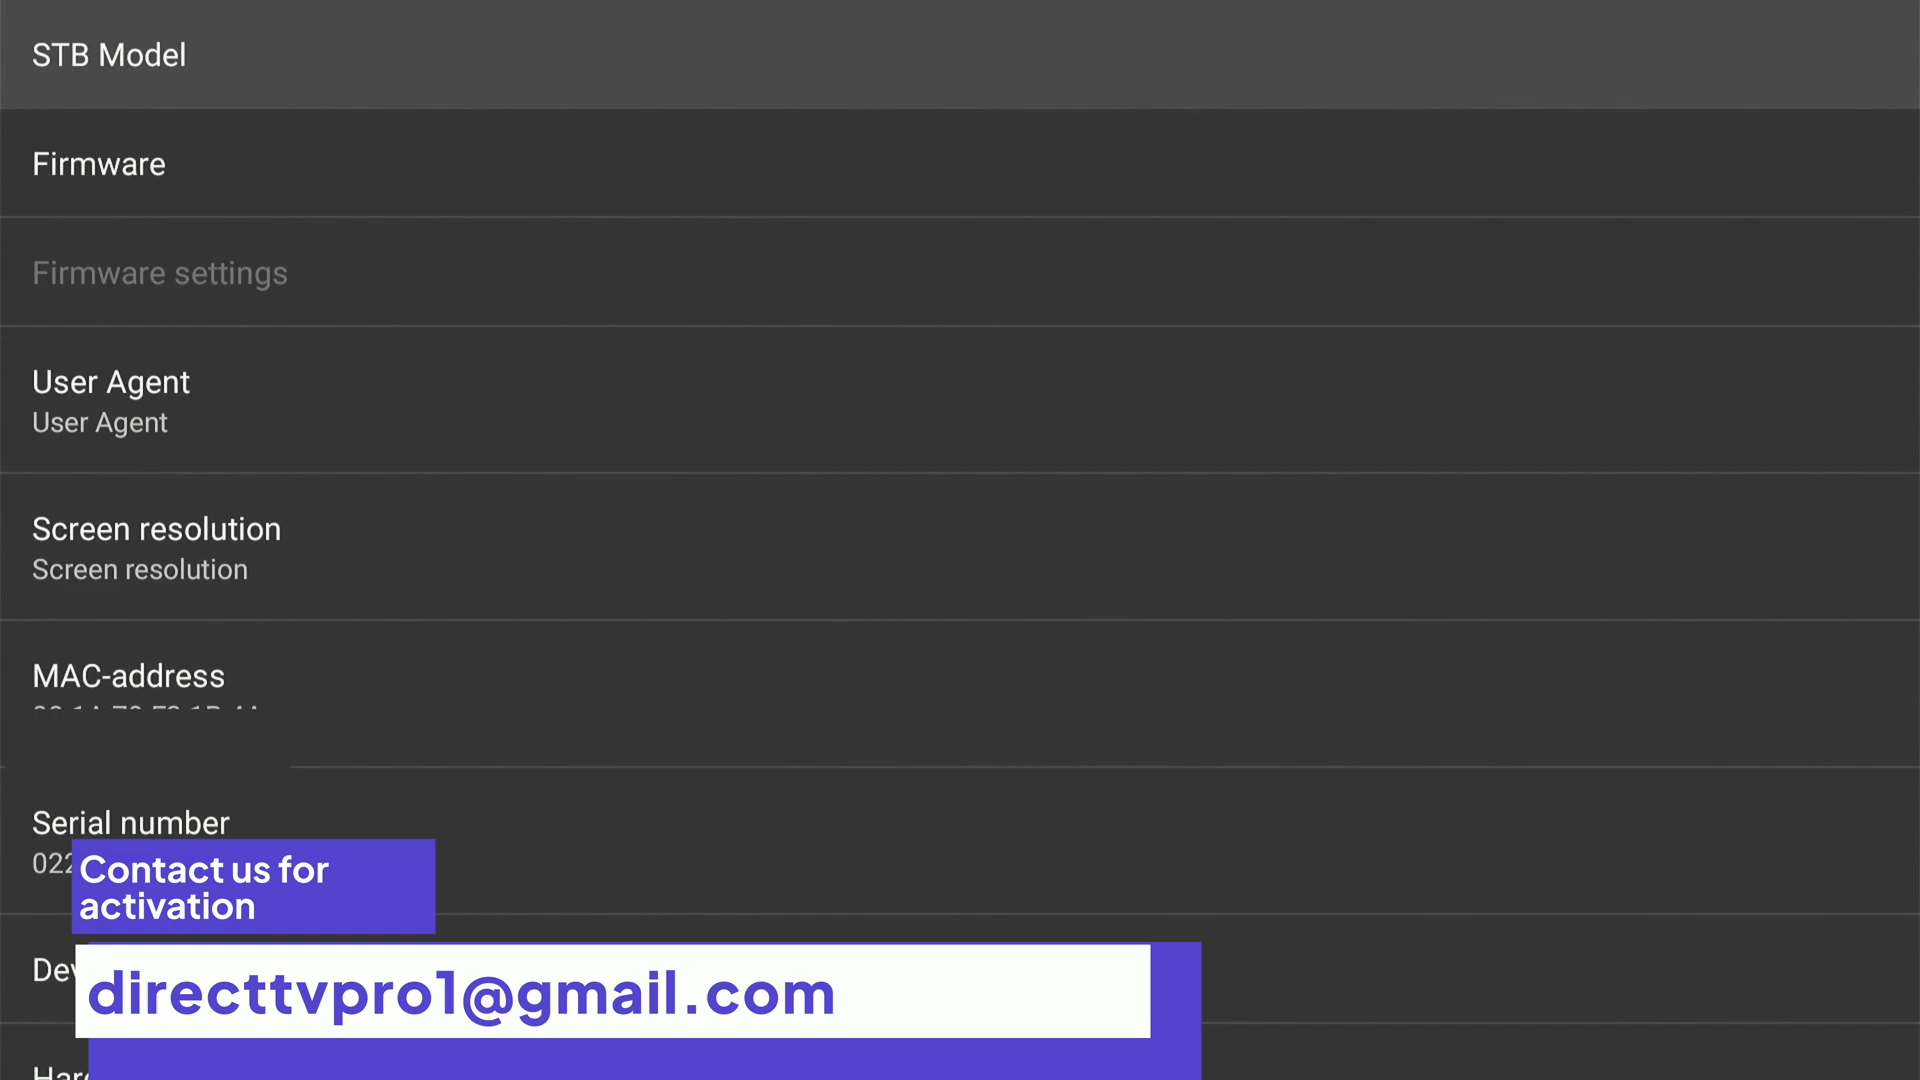 STB Model
Firmware
Firmware settings
User Agent
User Agent
Screen resolution
Screen resolution
MAC-address
Serial number
022
Contact us for
activation
directtvpro1@gmail.com